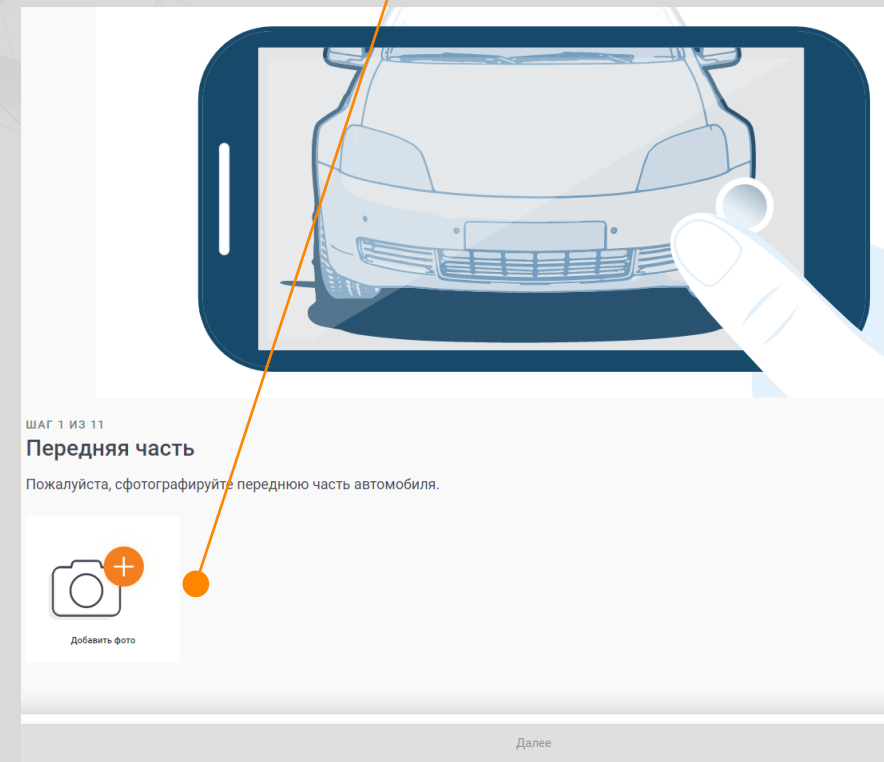 ШАГ 1 ИЗ 11
Передняя часть
Пожалуйста, сфотографируйте переднюю часть автомобиля.
Добавить фото
Далее